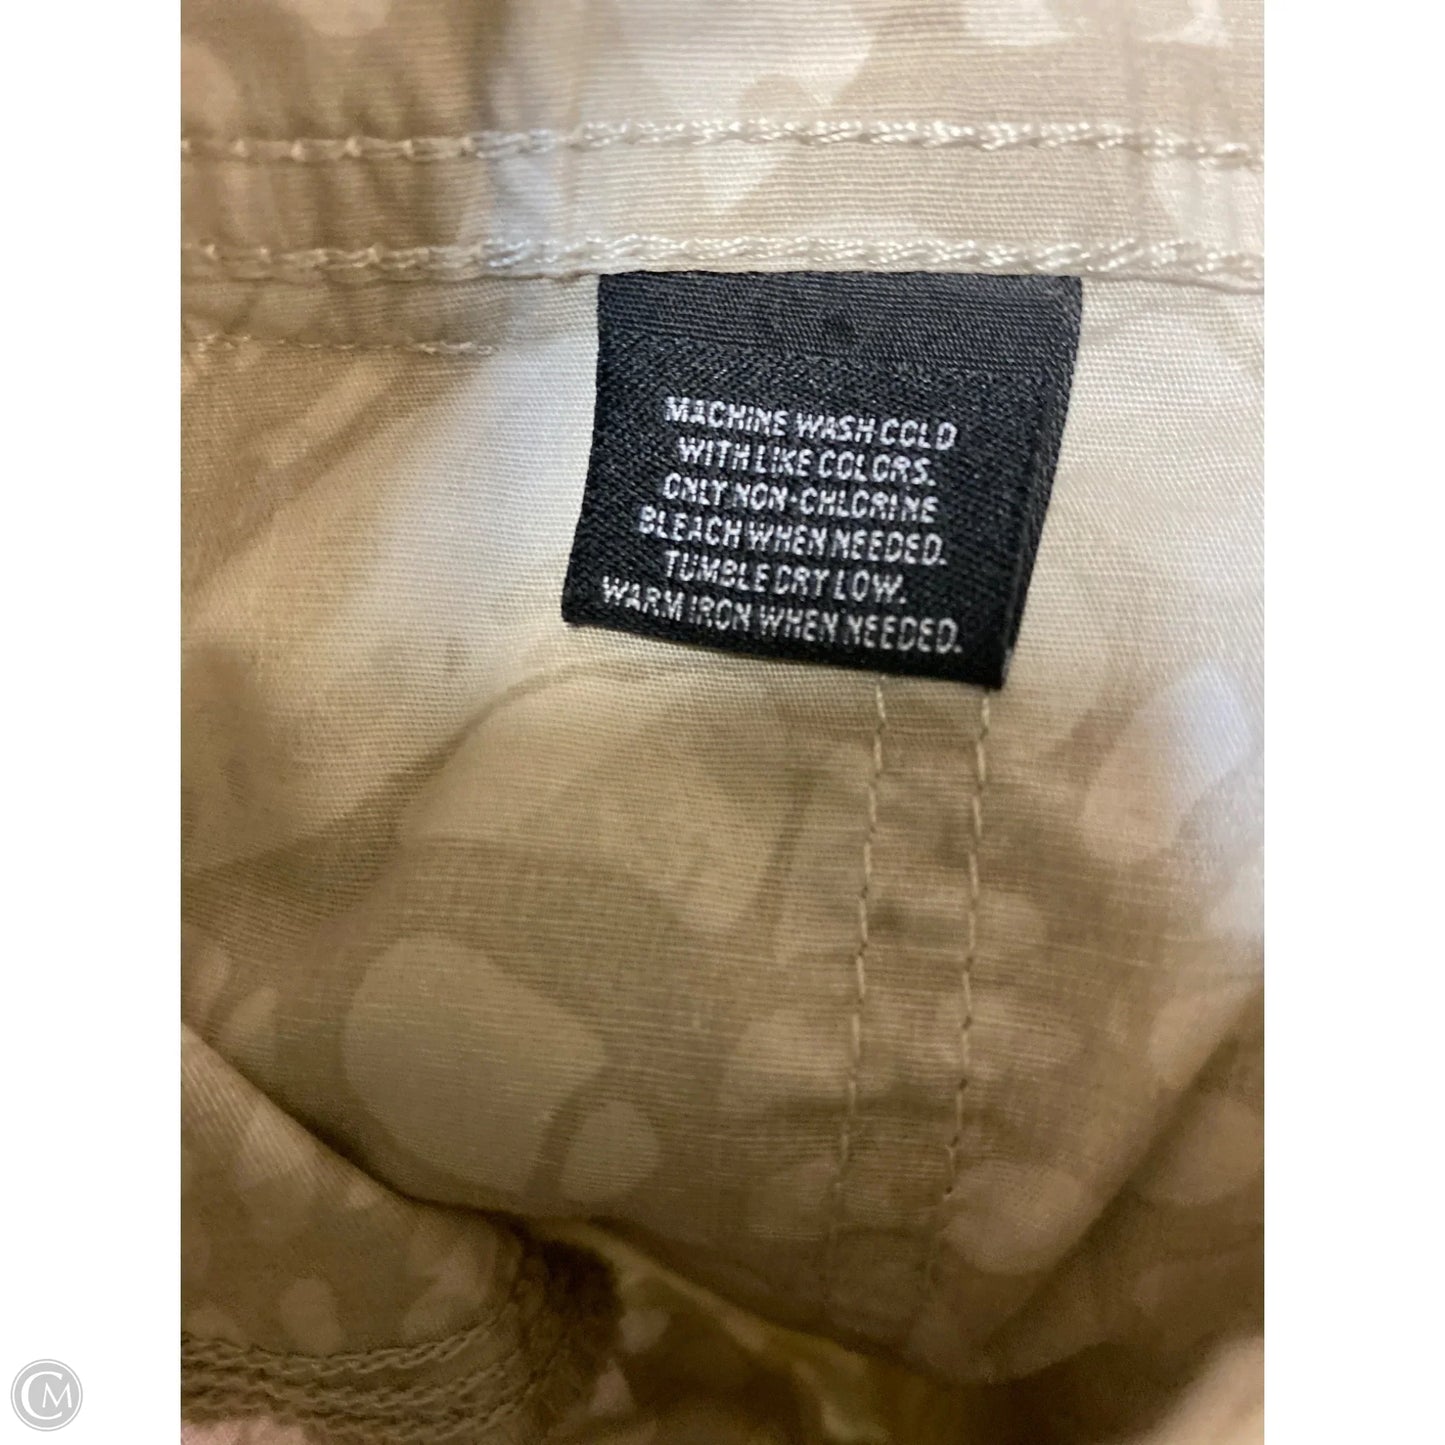 MACHINE WASH COLD
WITH LIKE COLORS.
ONLY NON-CHLORINE
BLEACH WHEN NEEDED.
TUMBLE DRY LOW.
WARM IRON WHEN NEEDED.
CM